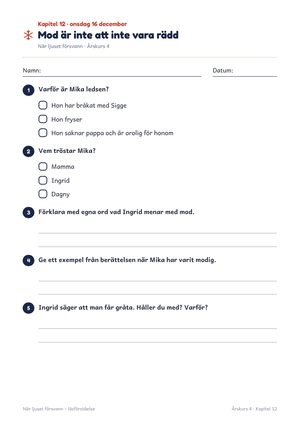 Kapitel 12 · onsdag 16 december
Mod är inte att inte vara rädd
När ljuset försvann · Årskurs 4
Namn:
Datum:
1 Varför är Mika ledsen?
Hon har bråkat med Sigge
Hon fryser
Hon saknar pappa och är orolig för honom
2 Vem tröstar Mika?
Mamma
Ingrid
Dagny
3 Förklara med egna ord vad Ingrid menar med mod.
4 Ge ett exempel från berättelsen när Mika har varit modig.
5 Ingrid säger att man får gråta. Håller du med? Varför?
När ljuset försvann – läsförståelse
Årskurs 4 · Kapitel 12